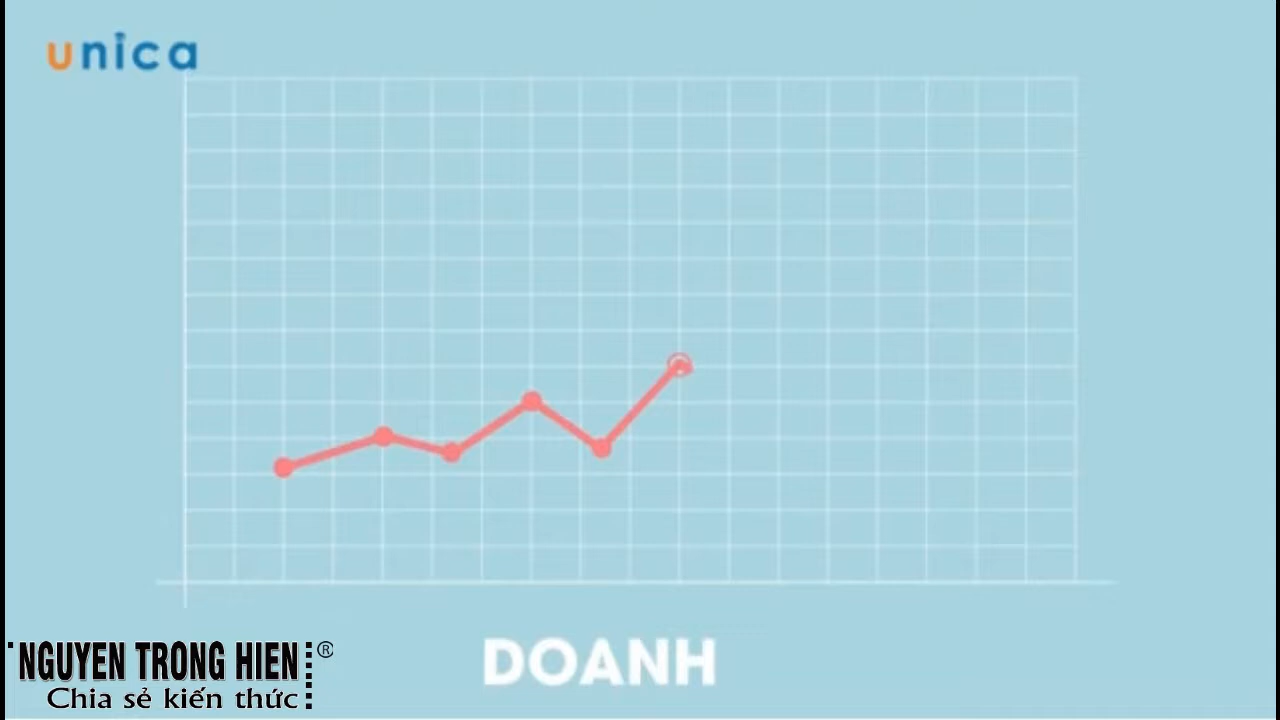 unica
DOANH
NGUYEN TRONG HIEN ®
Chia sẻ kiến thức